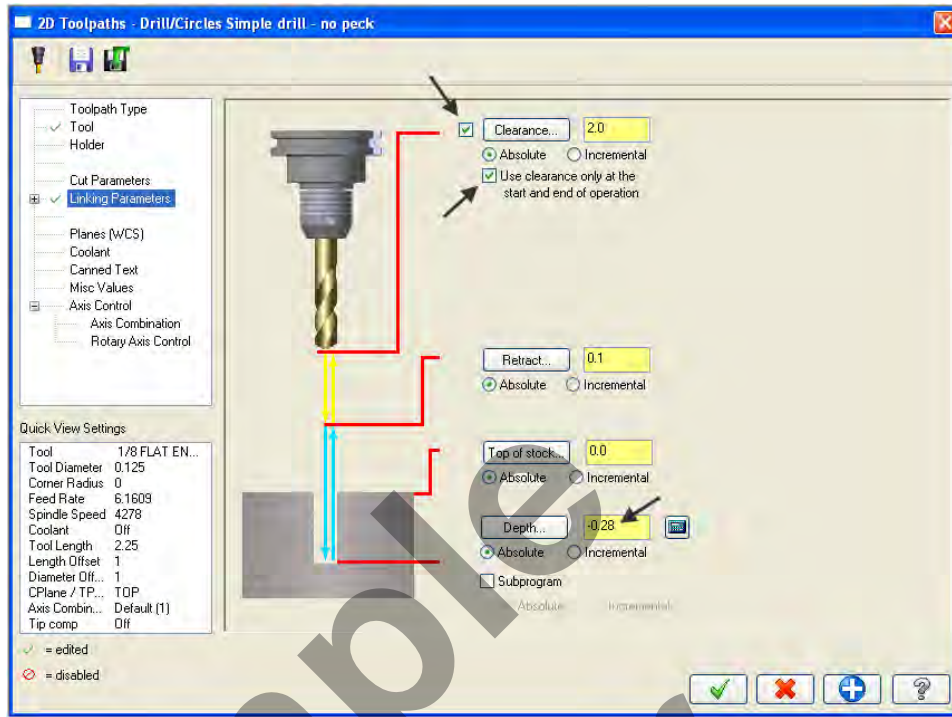 2D Toolpaths - Drill/Circles Simple drill - no peck
Toolpath Type
Tool
Holder
Cut Parameters
Linking Parameters
Planes (WCS)
Coolant
Canned Text
Misc Values
Axis Control
Axis Combination
Rotary Axis Control
Quick View Settings
Tool 1/8 FLAT EN...
Tool Diameter 0.125
Corner Radius 0
Feed Rate 6.1609
Spindle Speed 4278
Coolant Off
Tool Length 2.25
Length Offset 1
Diameter Off... 1
CPlane / TP... TOP
Axis Combin... Default (1)
Tip comp Off
= edited
= disabled
Clearance... 2.0
Absolute Incremental
Use clearance only at the
start and end of operation
Retract... 0.1
Absolute Incremental
Top of stock... 0.0
Absolute Incremental
Depth... -0.28
Absolute Incremental
Subprogram
Absolute Incremental